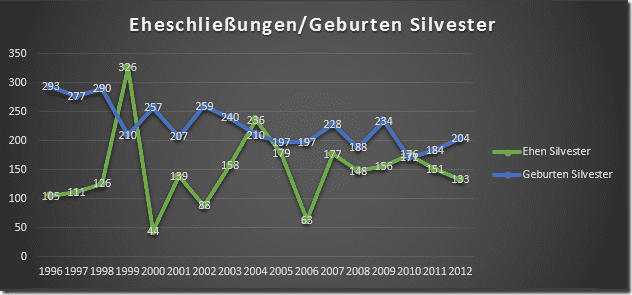 Eheschließungen/Geburten Silvester
350
300
250
200
150
100
50
0
293 277 290 210 257 207 259 240 210 197 197 228 188 234 184 204
105 111 126 326 44 139 88 158 236 179 63 177 148 156 176 151 133
1996 1997 1998 1999 2000 2001 2002 2003 2004 2005 2006 2007 2008 2009 2010 2011 2012
Ehen Silvester
Geburten Silvester